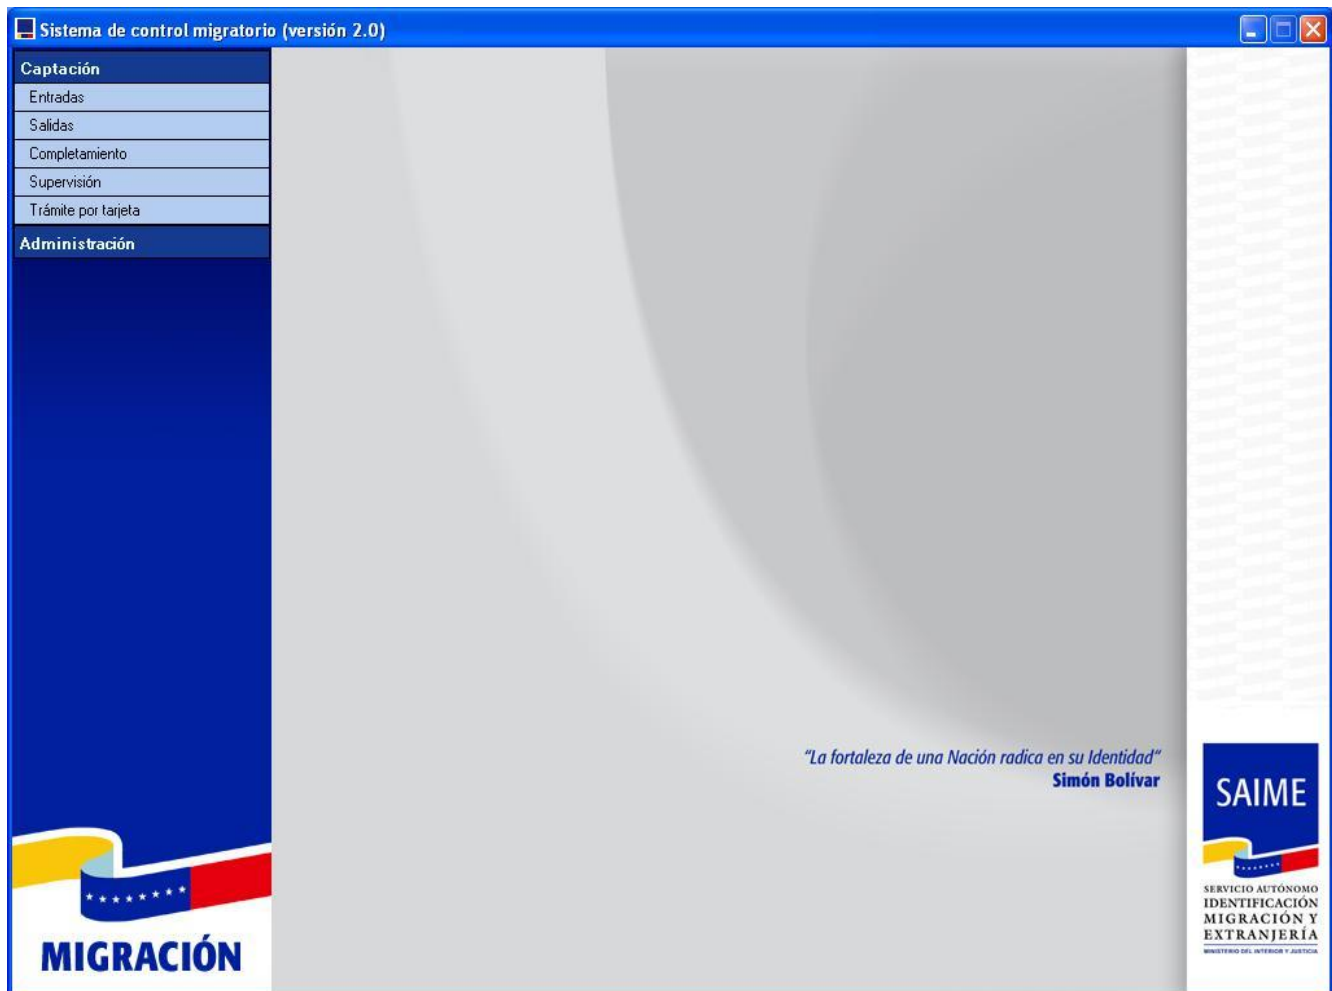 Sistema de control migratorio (versión 2.0)
Captación
Entradas
Salidas
Completamiento
Supervisión
Trámite por tarjeta
Administración
"La fortaleza de una Nación radica en su Identidad"
Simón Bolívar
MIGRACIÓN
SAIME
SERVICIO AUTÓNOMO
IDENTIFICACIÓN
MIGRACIÓN Y
EXTRANJERÍA
MINISTERIO DEL INTERIOR Y JUSTICIA